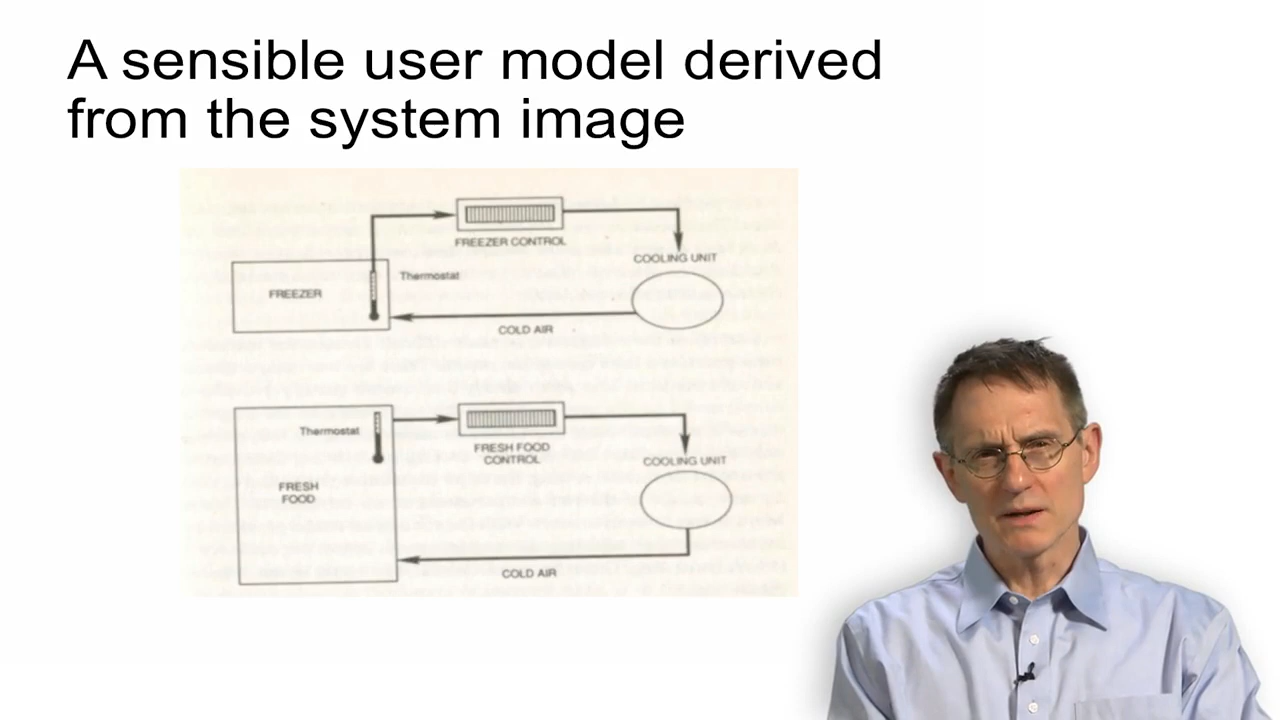 A sensible user model derived
from the system image
FREEZER CONTROL
COOLING UNIT
Thermostat
FREEZER
COLD AIR
Thermostat
FRESH FOOD
CONTROL
COOLING UNIT
FRESH
FOOD
COLD AIR